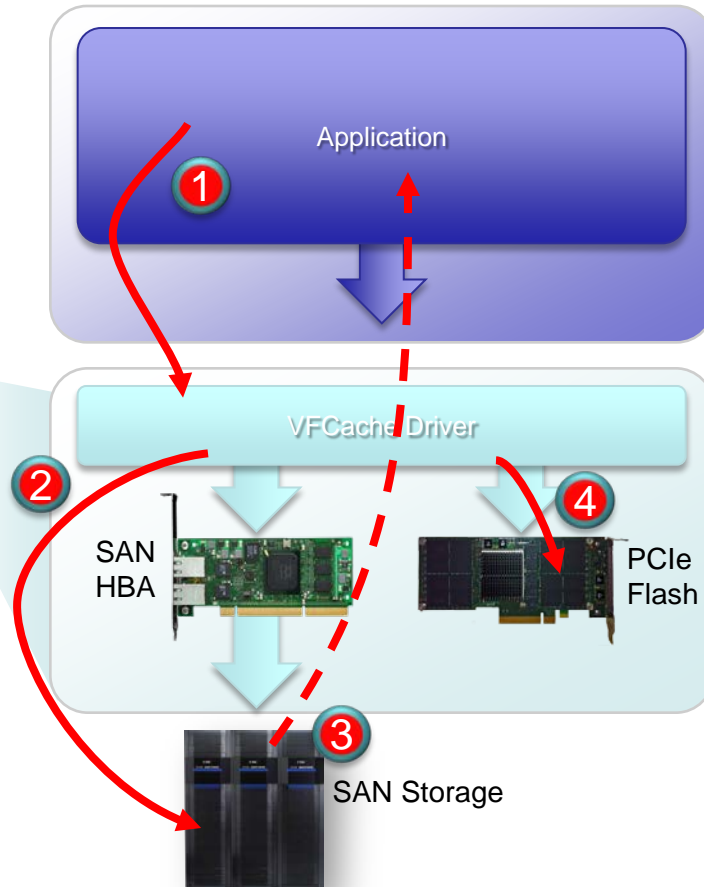 Application
1
VFCache Driver
2
4
SAN
HBA
PCIe
Flash
3
SAN Storage